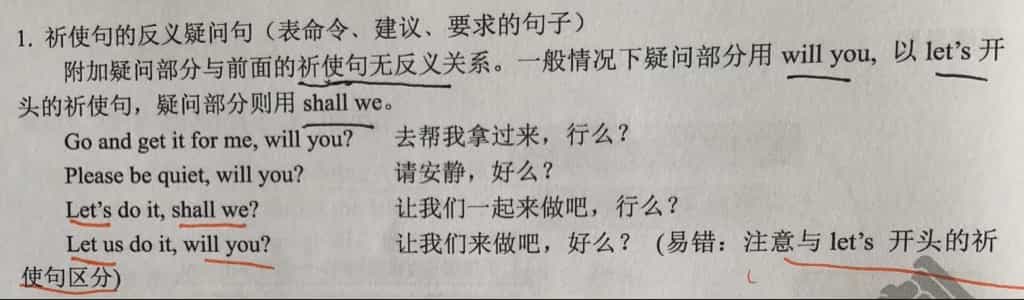 1. 祈使句的反义疑问句（表命令、建议、要求的句子）
附加疑问部分与前面的祈使句无反义关系。一般情况下疑问部分用 will you, 以 let's 开
头的祈使句，疑问部分则用 shall we。
Go and get it for me, will you? 去帮我拿过来，行么？
Please be quiet, will you? 请安静，好么？
Let's do it, shall we? 让我们一起来做吧，行么？
Let us do it, will you? 让我们来做吧，好么？ (易错：注意与 let's 开头的祈
使句区分)